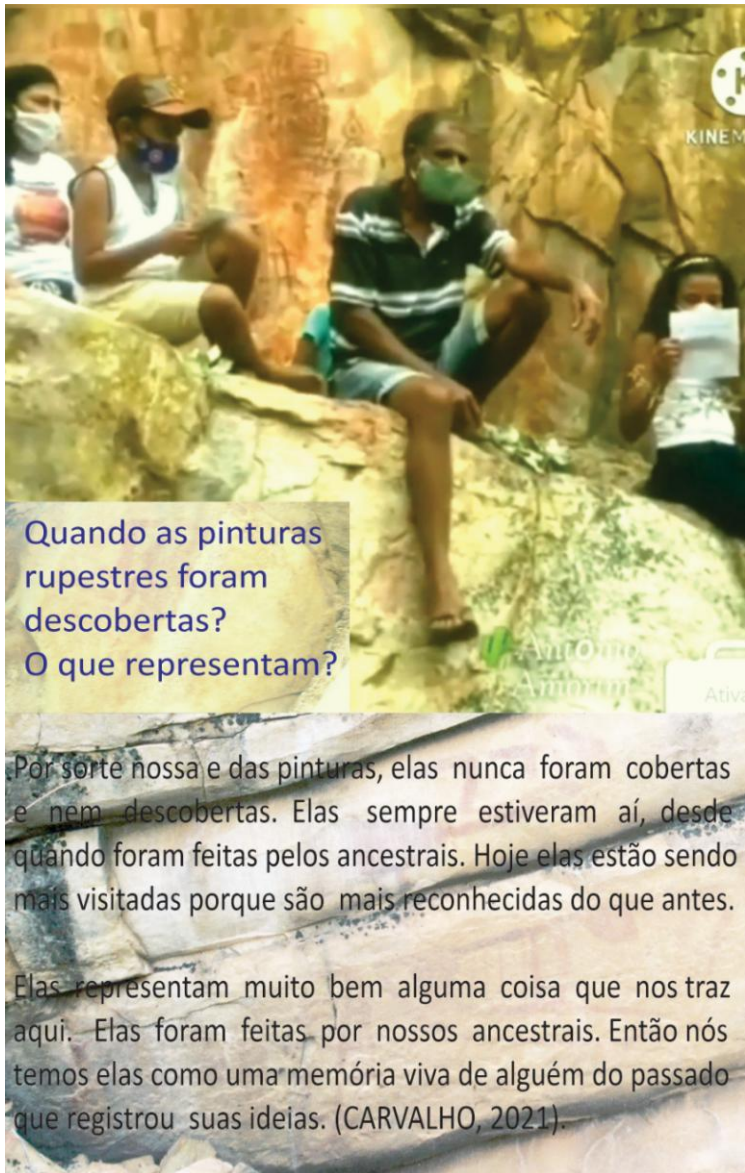 KINEM
Quando as pinturas
rupestres foram
descobertas?
O que representam?
Antônio
Amorim
Ativa
Por sorte nossa e das pinturas, elas nunca foram cobertas
e nem descobertas. Elas sempre estiveram aí, desde
quando foram feitas pelos ancestrais. Hoje elas estão sendo
mais visitadas porque são mais reconhecidas do que antes.
Elas representam muito bem alguma coisa que nos traz
aqui. Elas foram feitas por nossos ancestrais. Então nós
temos elas como uma memória viva de alguém do passado
que registrou suas ideias. (CARVALHO, 2021).